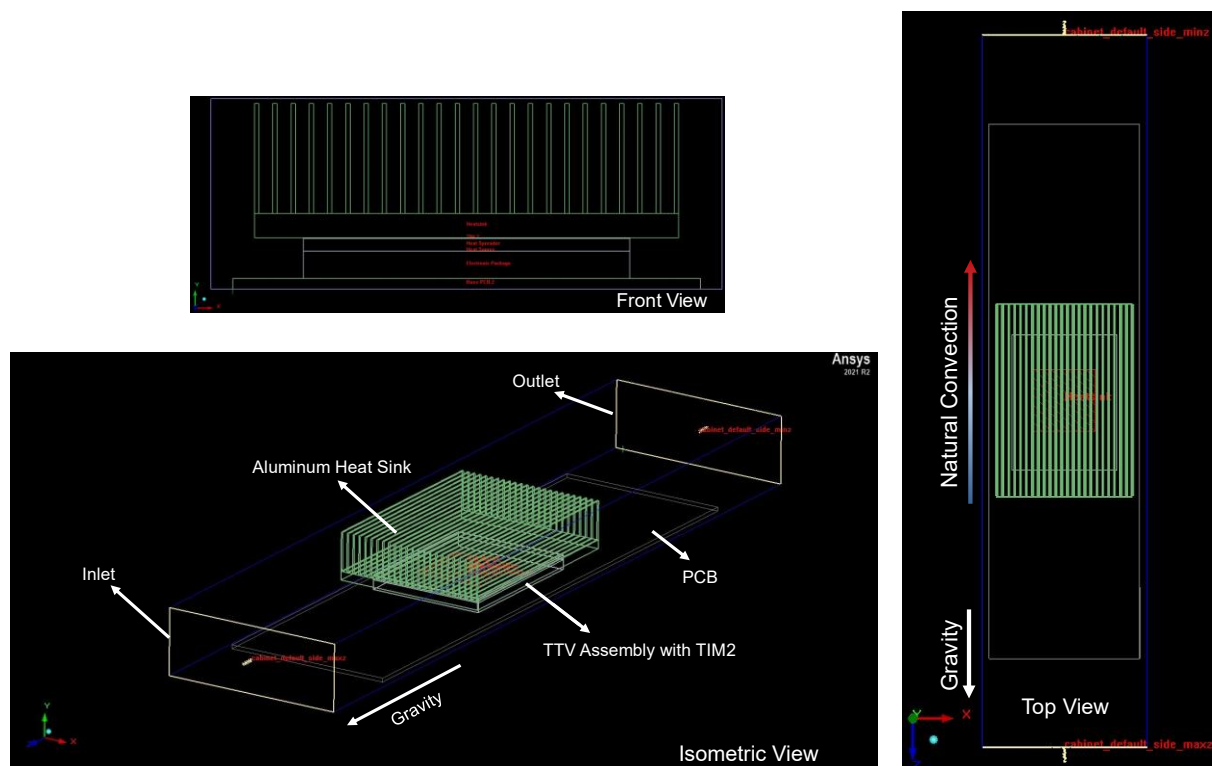 cabinet_default_side_minz
Heatsink
Heat Spreader
Electronic Package
Front View
Y
X
Natural Convection
Gravity
Top View
Y
X
cabinet_default_side_maxz
Ansys
2021 R2
Outlet
cabinet_default_side_minz
Aluminum Heat Sink
Inlet
PCB
cabinet_default_side_maxz
TTV Assembly with TIM2
Gravity
Y
X
Isometric View